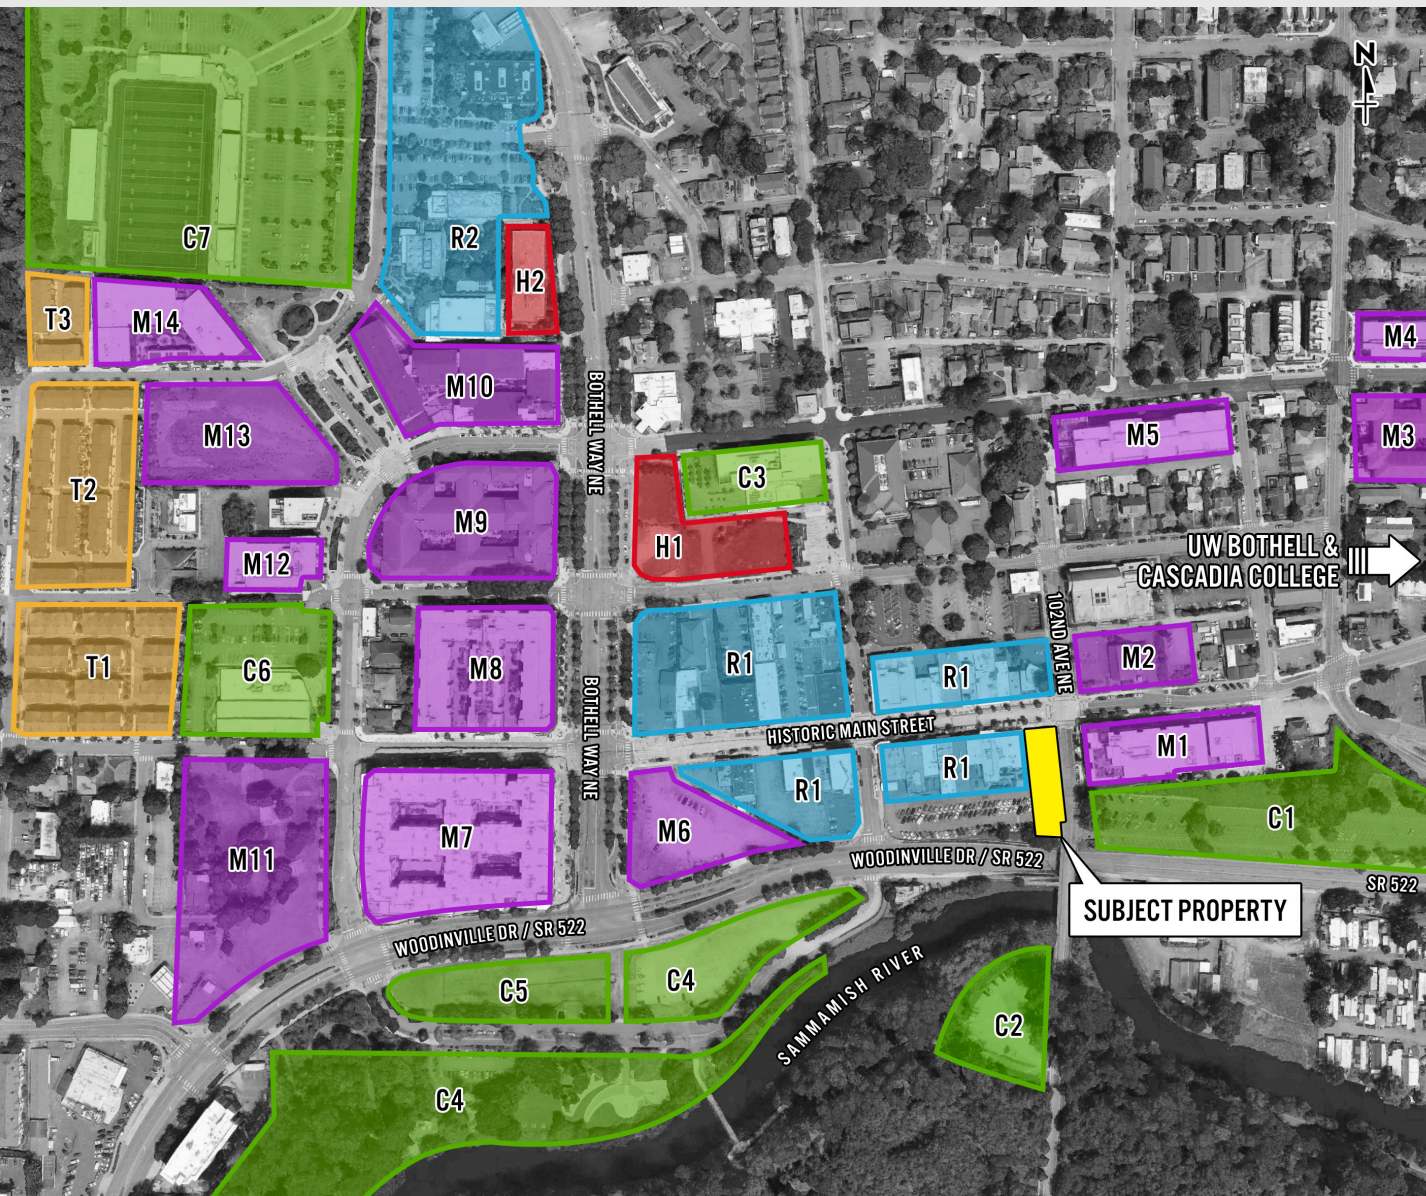 N
C7
R2
H2
T3
M14
M4
M10
BOTHELL WAY NE
M13
M5
M3
C3
T2
M9
H1
UW BOTHELL &
CASCADIA COLLEGE
M12
102ND AVE NE
T1
C6
M8
R1
R1
M2
BOTHELL WAY NE
HISTORIC MAIN STREET
M1
R1
R1
M6
M7
C1
M11
WOODINVILLE DR / SR 522
SR 522
SUBJECT PROPERTY
WOODINVILLE DR / SR 522
C5
C4
SAMMAMISH RIVER
C2
C4